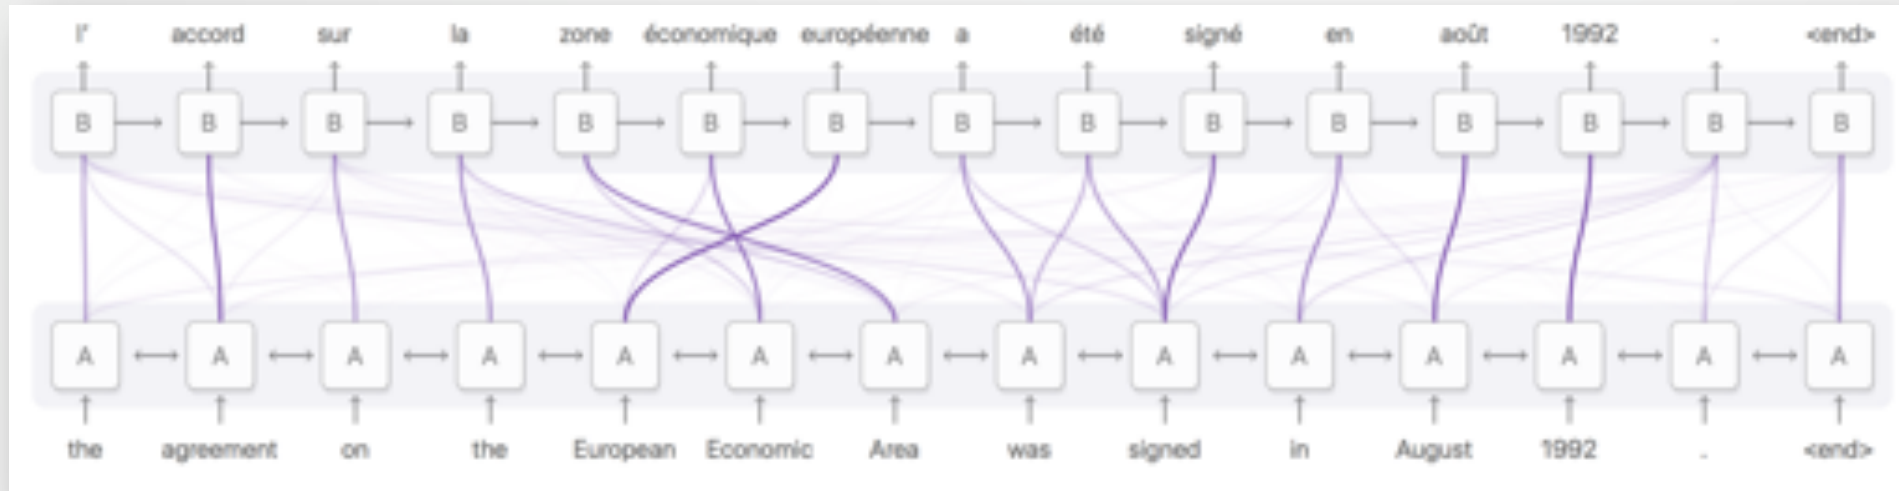 l' accord sur la zone économique européenne a été signé en août 1992 . <end>
B B B B B B B B B B B B B B B
A A A A A A A A A A A A A A
the agreement on the European Economic Area was signed in August 1992 . <end>